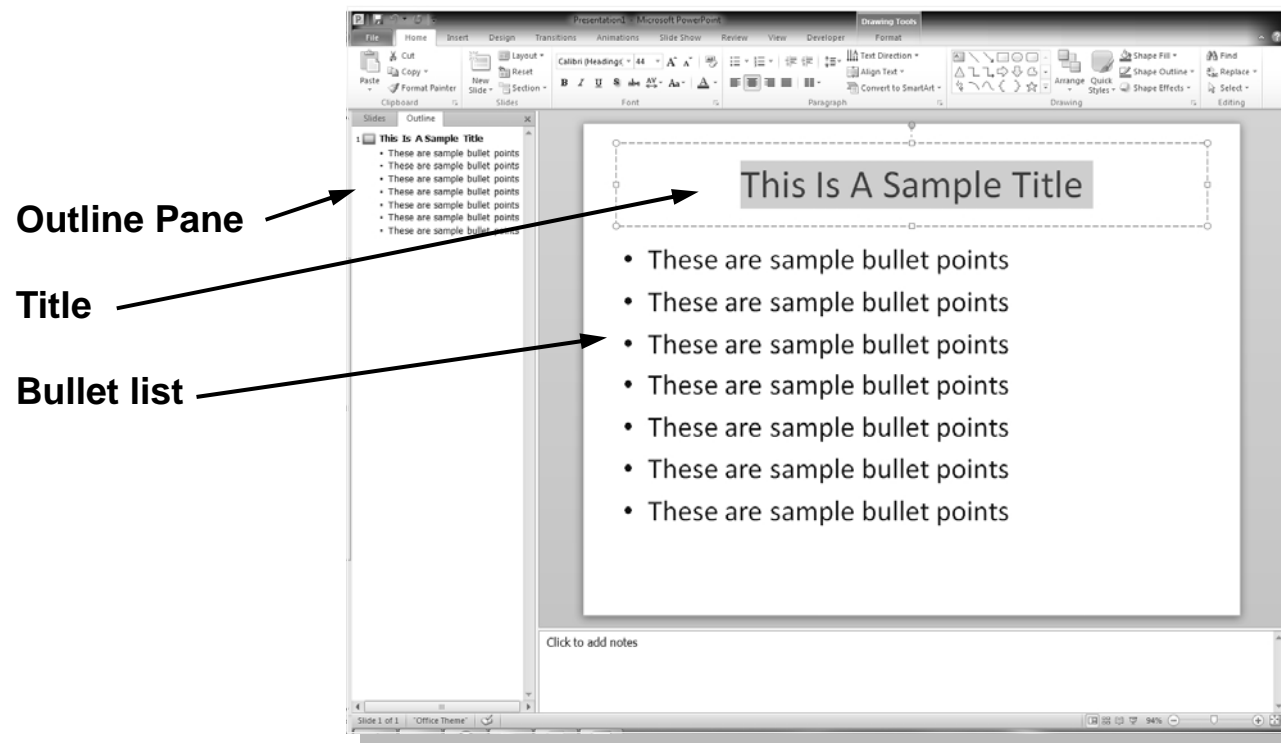 Presentation1 - Microsoft PowerPoint
Drawing Tools
File Home Insert Design Transitions Animations Slide Show Review View Developer Format
Paste
Cut
Copy
Format Painter
Clipboard
New Slide
Layout
Reset
Section
Slides
Calibri (Headings) 44
B I U S abc AV Aa A
Font
Text Direction
Align Text
Convert to SmartArt
Paragraph
Arrange
Quick Styles
Shape Fill
Shape Outline
Shape Effects
Drawing
Find
Replace
Select
Editing
Slides Outline
1 This Is A Sample Title
• These are sample bullet points
• These are sample bullet points
• These are sample bullet points
• These are sample bullet points
• These are sample bullet points
• These are sample bullet points
• These are sample bullet points
Outline Pane
Title
Bullet list
This Is A Sample Title
• These are sample bullet points
• These are sample bullet points
• These are sample bullet points
• These are sample bullet points
• These are sample bullet points
• These are sample bullet points
• These are sample bullet points
Click to add notes
Slide 1 of 1 "Office Theme" 94%